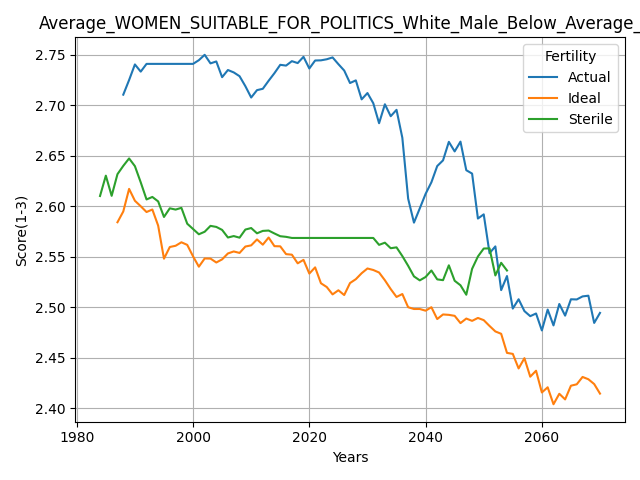 Average_WOMEN_SUITABLE_FOR_POLITICS_White_Male_Below_Average_
Fertility
Actual
Ideal
Sterile
Score(1-3)
2.75
2.70
2.65
2.60
2.55
2.50
2.45
2.40
1980 2000 2020 2040 2060
Years